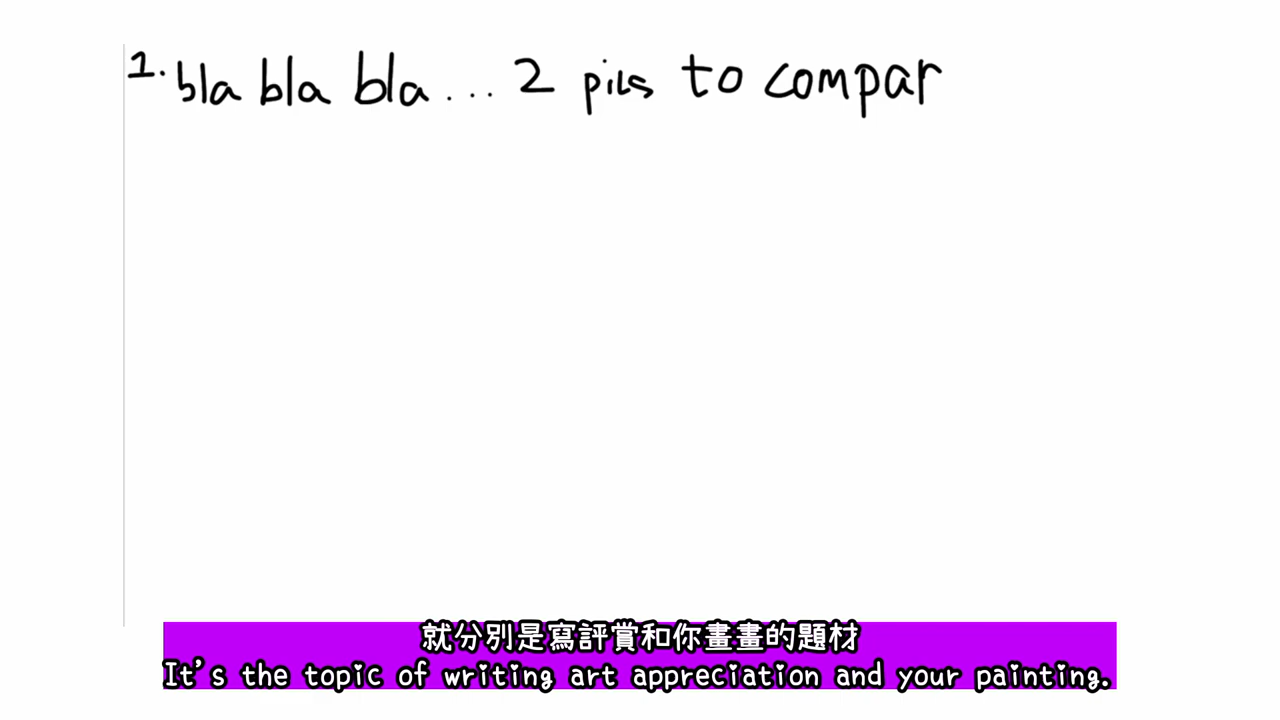 1. bla bla bla ... 2 pics to compar
就分別是寫評賞和你畫畫的題材
It's the topic of writing art appreciation and your painting.